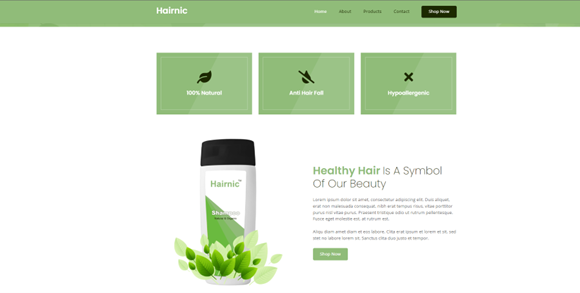 Hairnic
Home About Products Contact Shop Now
100% Natural
Anti Hair Fall
Hypoallergenic
Hairnic™
Shampoo
Healthy Hair Is A Symbol
Of Our Beauty
Lorem ipsum dolor sit amet, consectetur adipiscing elit. Duis aliquet,
erat non malesuada consequat, nibh erat tempus risus, vitae porttitor
purus nisl vitae purus. Praesent tristique odio ut rutrum pellentesque.
Fusce eget molestie est, at rutrum est.
Aliqu diam amet diam et eos labore. Clita erat ipsum et lorem et sit, sed
stet no labore lorem sit. Sanctus clita duo justo et tempor.
Shop Now